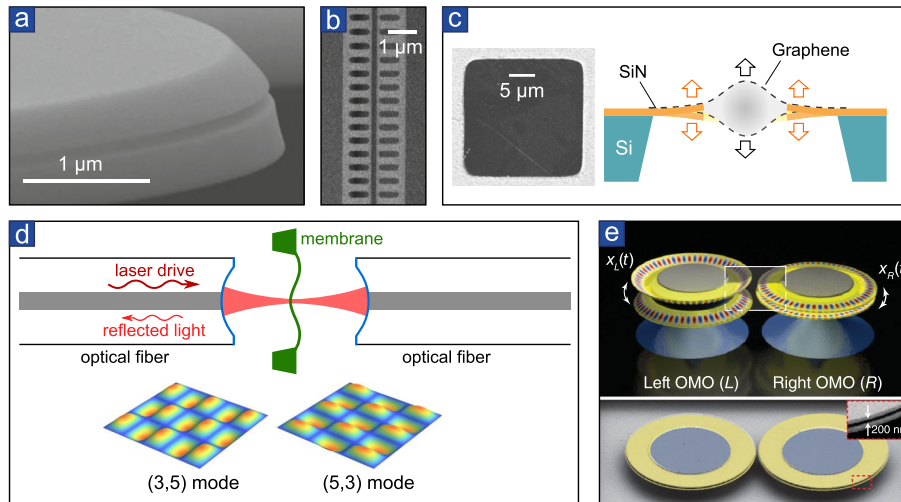 a
1 µm
b
1 µm
c
5 µm
SiN
Graphene
Si
d
membrane
laser drive
reflected light
optical fiber
optical fiber
(3,5) mode
(5,3) mode
e
x_L(t)
x_R(
Left OMO (L)
Right OMO (R)
200 n